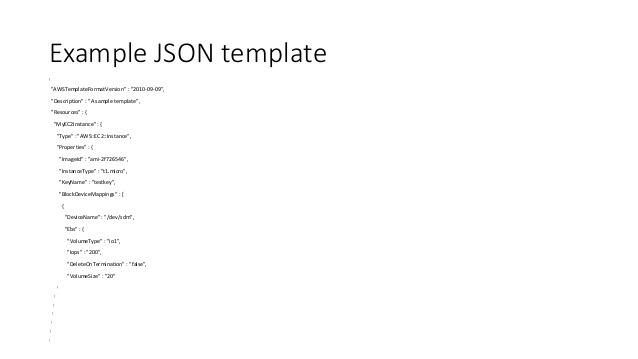 Example JSON template
{
"AWSTemplateFormatVersion" : "2010-09-09",
"Description" : "A sample template",
"Resources" : {
"MyEC2Instance" : {
"Type" : "AWS::EC2::Instance",
"Properties" : {
"ImageId" : "ami-2f726546",
"InstanceType" : "t1.micro",
"KeyName" : "testkey",
"BlockDeviceMappings" : [
{
"DeviceName" : "/dev/sdm",
"Ebs" : {
"VolumeType" : "io1",
"Iops" : "200",
"DeleteOnTermination" : "false",
"VolumeSize" : "20"